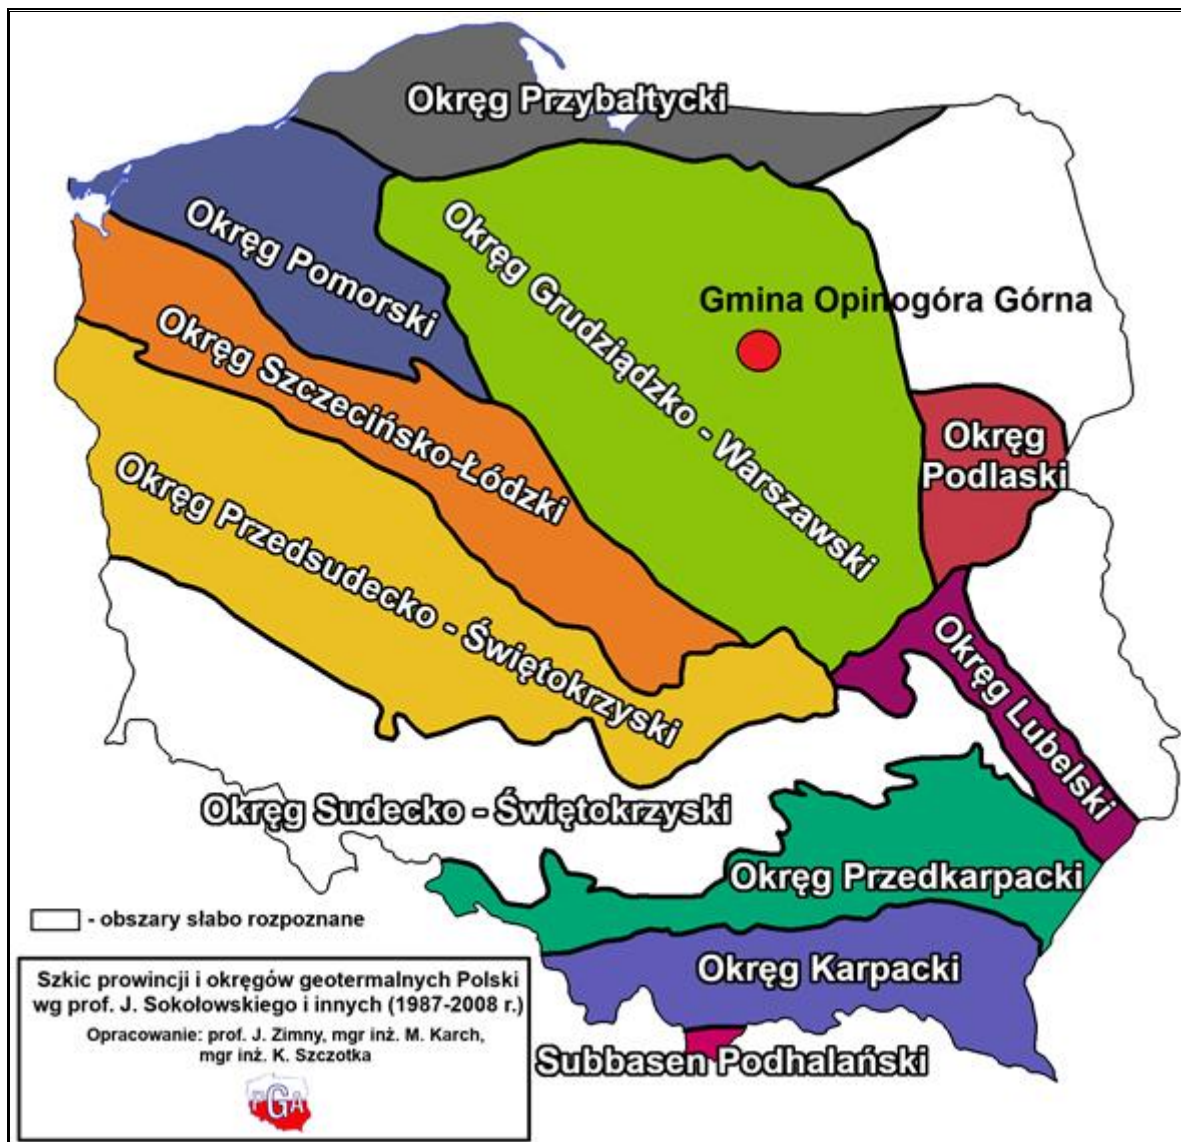 Okręg Przybałtycki
Okręg Pomorski
Okręg Grudziądzko - Warszawski
Gmina Opinogóra Górna
Okręg Szczecińsko-Łódzki
Okręg
Podlaski
Okręg Przedsudecko - Świętokrzyski
Okręg Lubelski
Okręg Sudecko - Świętokrzyski
Okręg Przedkarpacki
- obszary słabo rozpoznane
Okręg Karpacki
Subbasen Podhalański
Szkic prowincji i okręgów geotermalnych Polski
wg prof. J. Sokołowskiego i innych (1987-2008 r.)
Opracowanie: prof. J. Zimny, mgr inż. M. Karch,
mgr inż. K. Szczotka
PGA